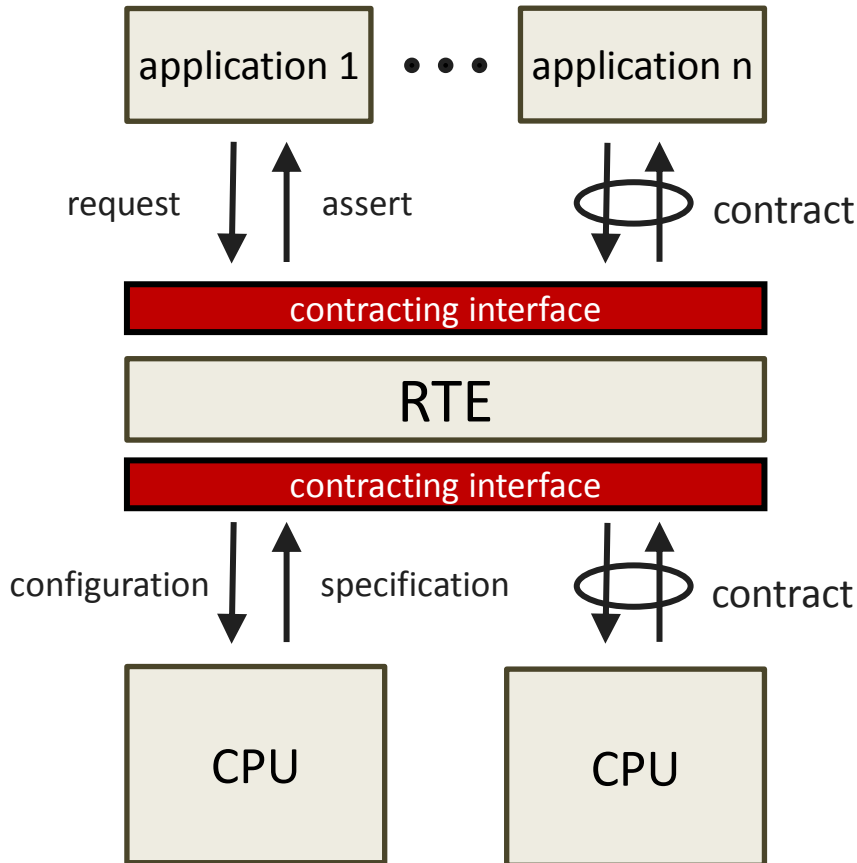 application 1
application n
request
assert
contract
contracting interface
RTE
contracting interface
configuration
specification
contract
CPU
CPU